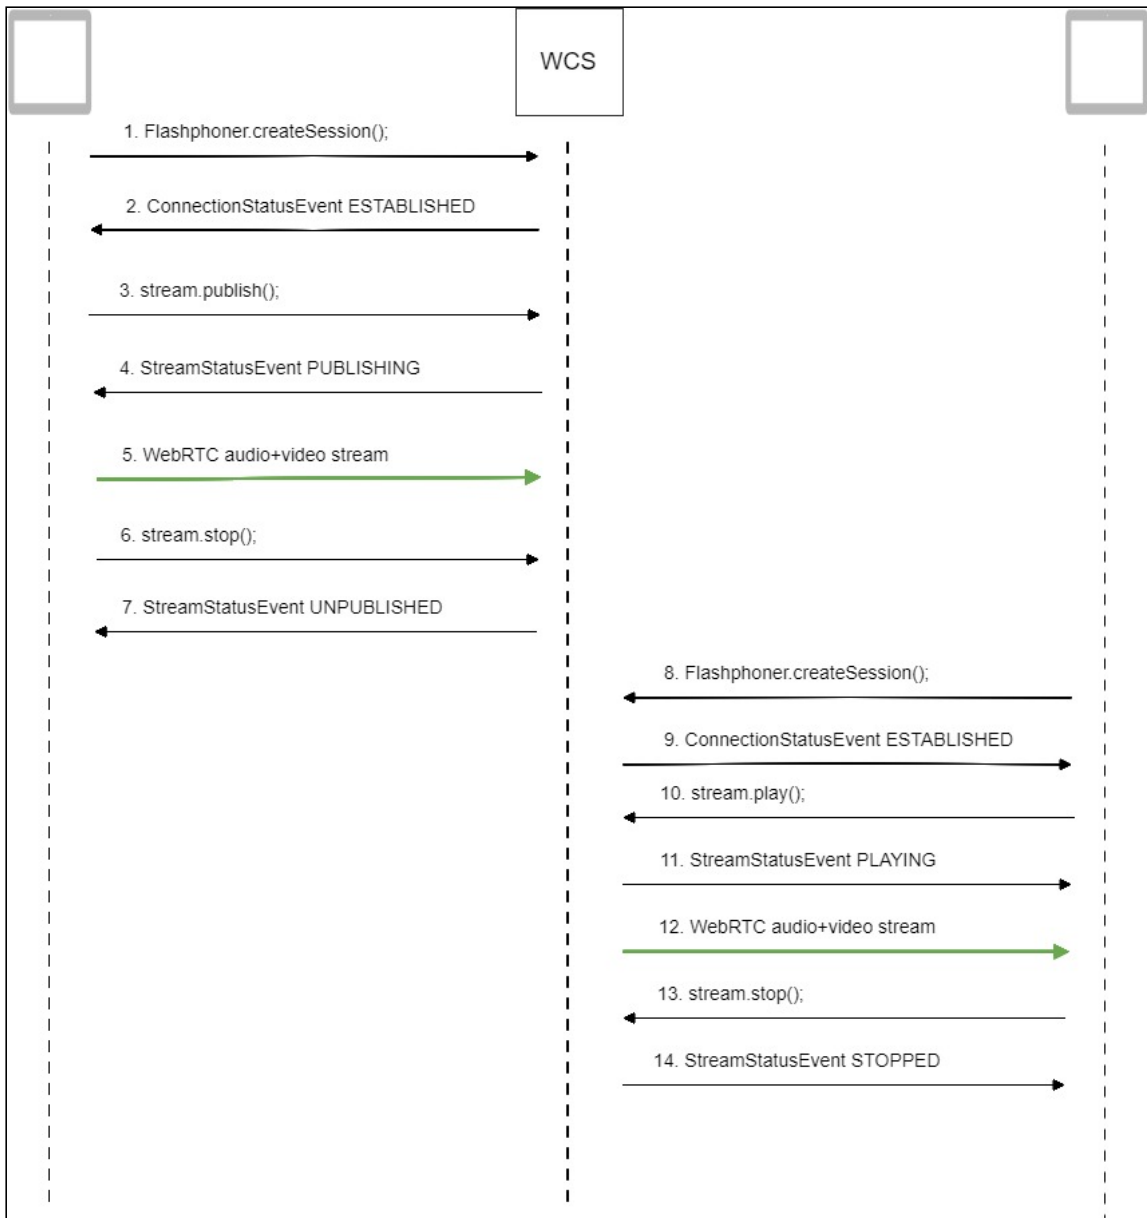 WCS
1. Flashphoner.createSession();
2. ConnectionStatusEvent ESTABLISHED
3. stream.publish();
4. StreamStatusEvent PUBLISHING
5. WebRTC audio+video stream
6. stream.stop();
7. StreamStatusEvent UNPUBLISHED
8. Flashphoner.createSession();
9. ConnectionStatusEvent ESTABLISHED
10. stream.play();
11. StreamStatusEvent PLAYING
12. WebRTC audio+video stream
13. stream.stop();
14. StreamStatusEvent STOPPED